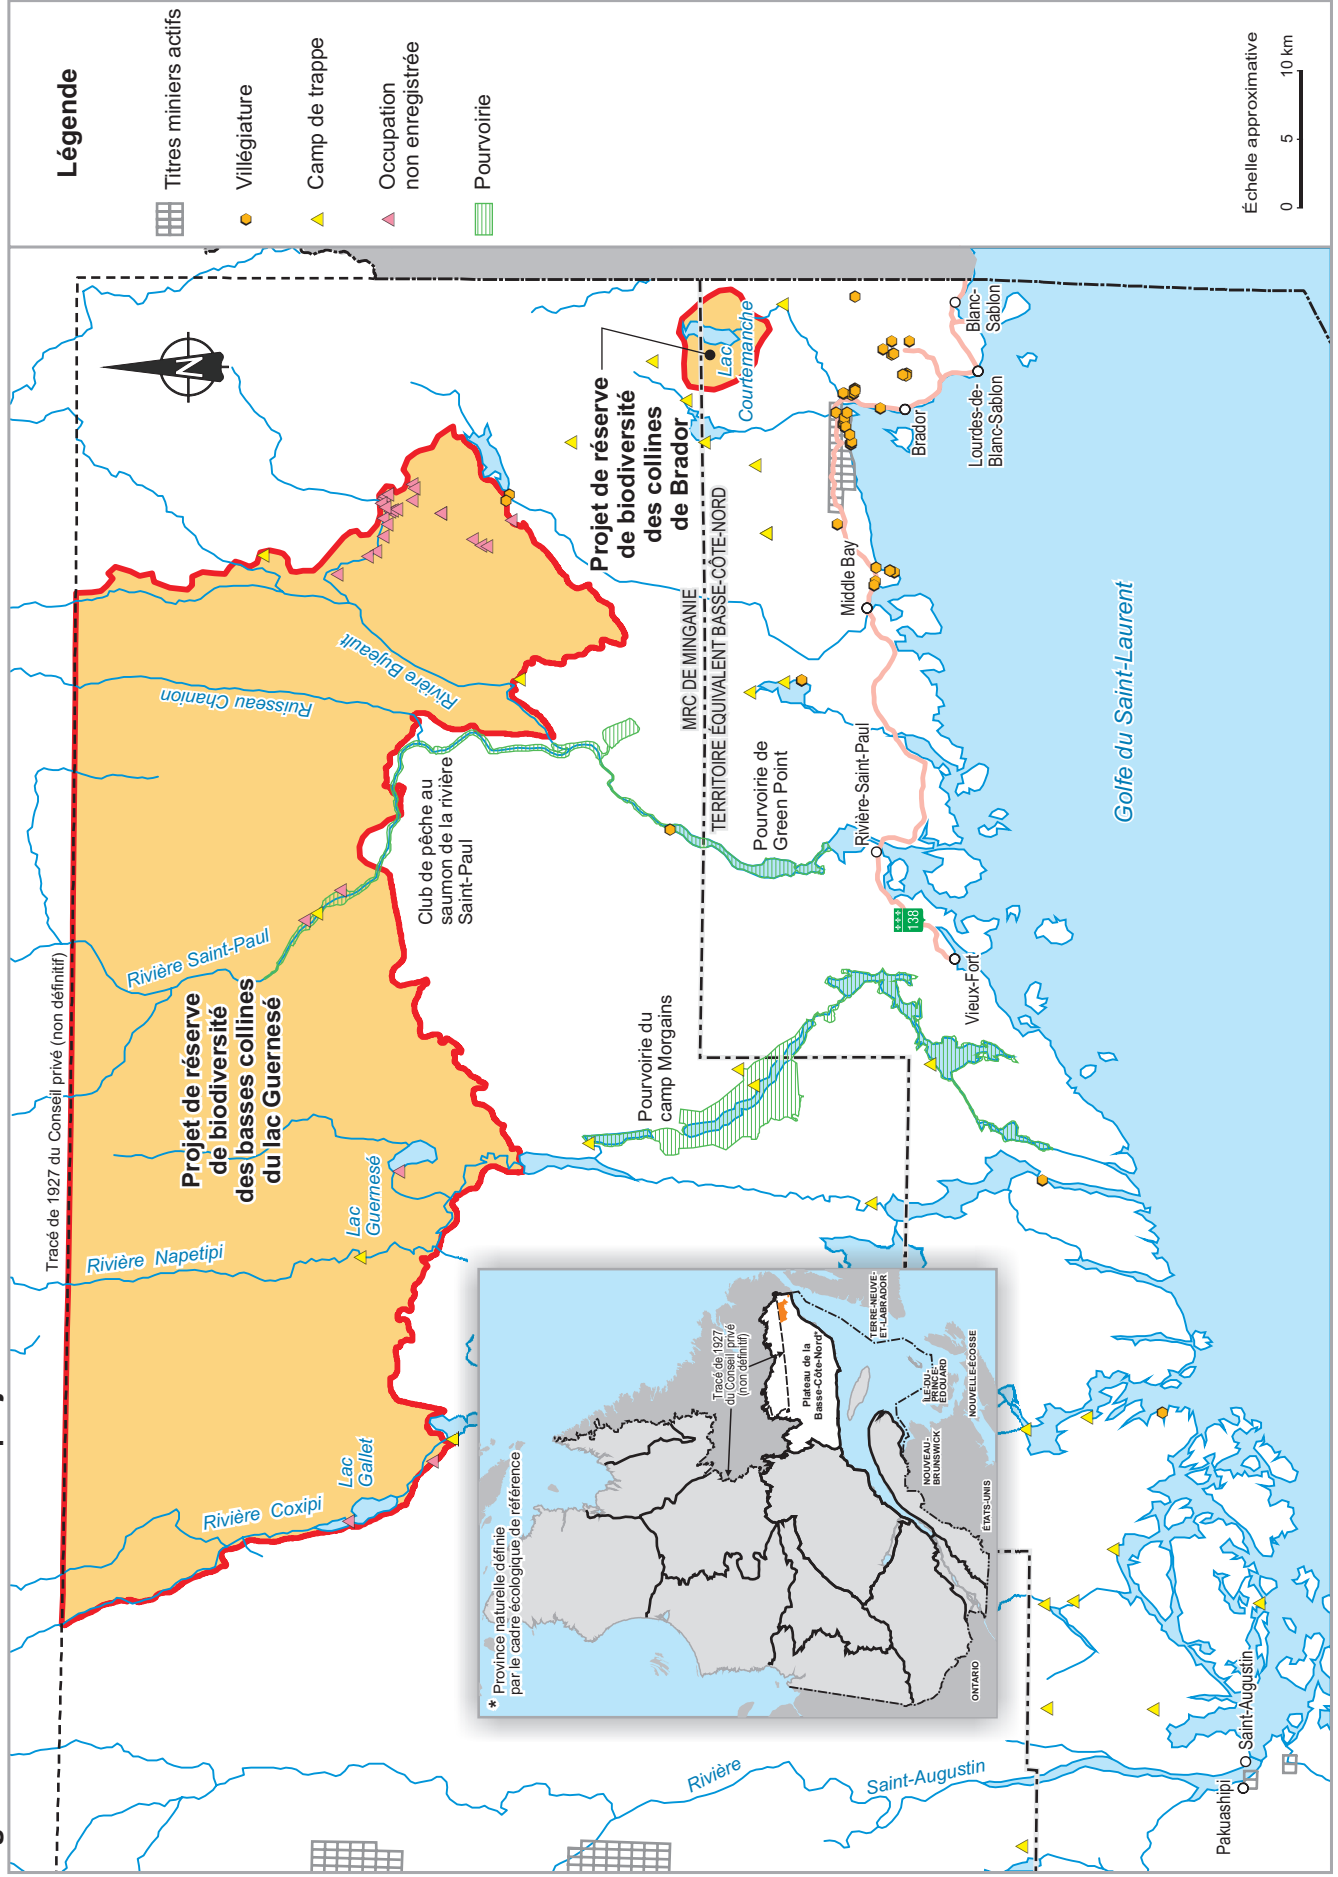 Légende
Titres miniers actifs
Villégiature
Camp de trappe
Occupation
non enregistrée
Pourvoirie
Échelle approximative
0 5 10 km
N
Tracé de 1927 du Conseil privé (non définitif)
Projet de réserve
de biodiversité
des basses collines
du lac Guernesé
Rivière Saint-Paul
Ruisseau Chanion
Rivière Bujeault
Rivière Napetipi
Lac
Guernesé
Rivière Coxipi
Lac
Gallet
Club de pêche au
saumon de la rivière
Saint-Paul
Projet de réserve
de biodiversité
des collines
de Brador
Lac
Courtemanche
MRC DE MINGANIE
TERRITOIRE ÉQUIVALENT BASSE-CÔTE-NORD
Pourvoirie du
camp Morgains
Pourvoirie de
Green Point
Middle Bay
Rivière-Saint-Paul
138
Vieux-Fort
Brador
Lourdes-de-
Blanc-Sablon
Blanc-
Sablon
Golfe du Saint-Laurent
Rivière
Saint-Augustin
Saint-Augustin
Pakuashipi
* Province naturelle définie
par le cadre écologique de référence
Tracé de 1927
du Conseil privé
(non définitif)
Plateau de la
Basse-Côte-Nord*
TERRE-NEUVE-
ET-LABRADOR
ÎLE-DU-
PRINCE-
ÉDOUARD
NOUVELLE-ÉCOSSE
NOUVEAU-
BRUNSWICK
ÉTATS-UNIS
ONTARIO